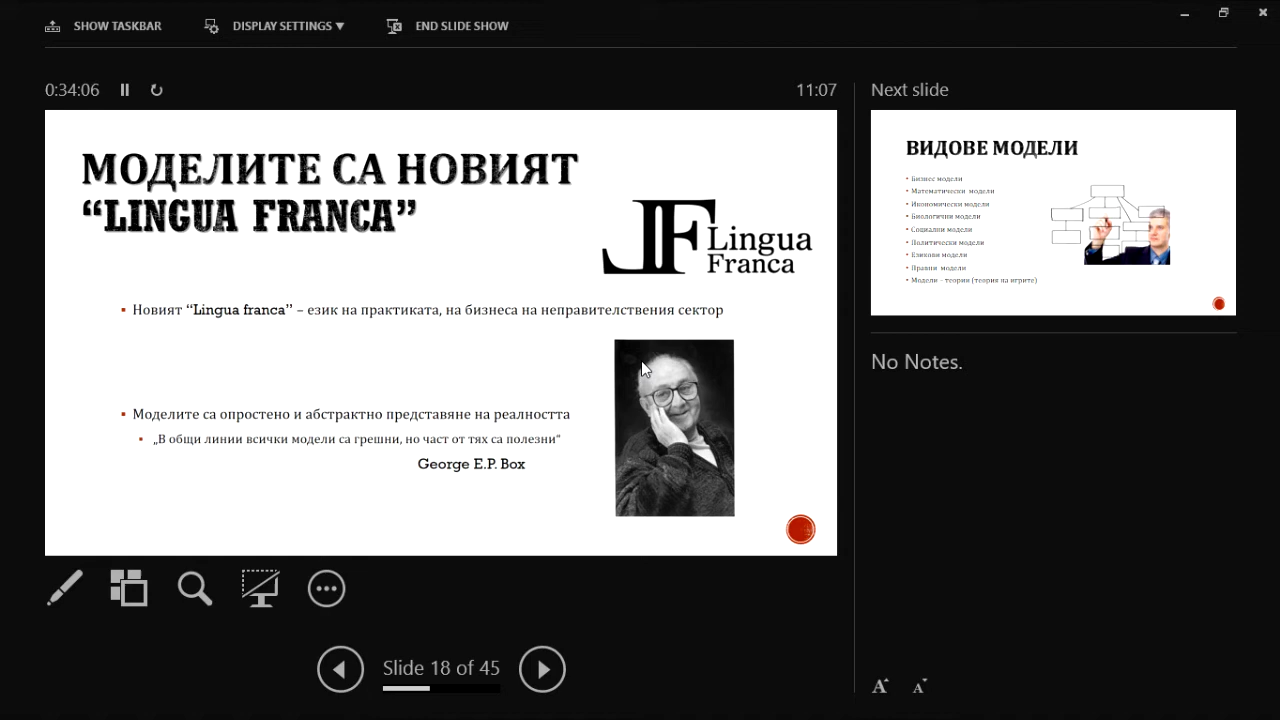 SHOW TASKBAR
DISPLAY SETTINGS ▼
END SLIDE SHOW
0:34:06
11:07
МОДЕЛИТЕ СА НОВИЯТ
“LINGUA FRANCA”
LF Lingua
Franca
▪ Новият “Lingua franca” – език на практиката, на бизнеса на неправителствения сектор
▪ Моделите са опростено и абстрактно представяне на реалността
▪ „В общи линии всички модели са грешни, но част от тях са полезни“
George E.P. Box
Slide 18 of 45
Next slide
ВИДОВЕ МОДЕЛИ
• Бизнес модели
• Математически модели
• Икономически модели
• Биологични модели
• Социални модели
• Политически модели
• Езикови модели
• Правни модели
• Модели – теории (теория на игрите)
No Notes.
A A